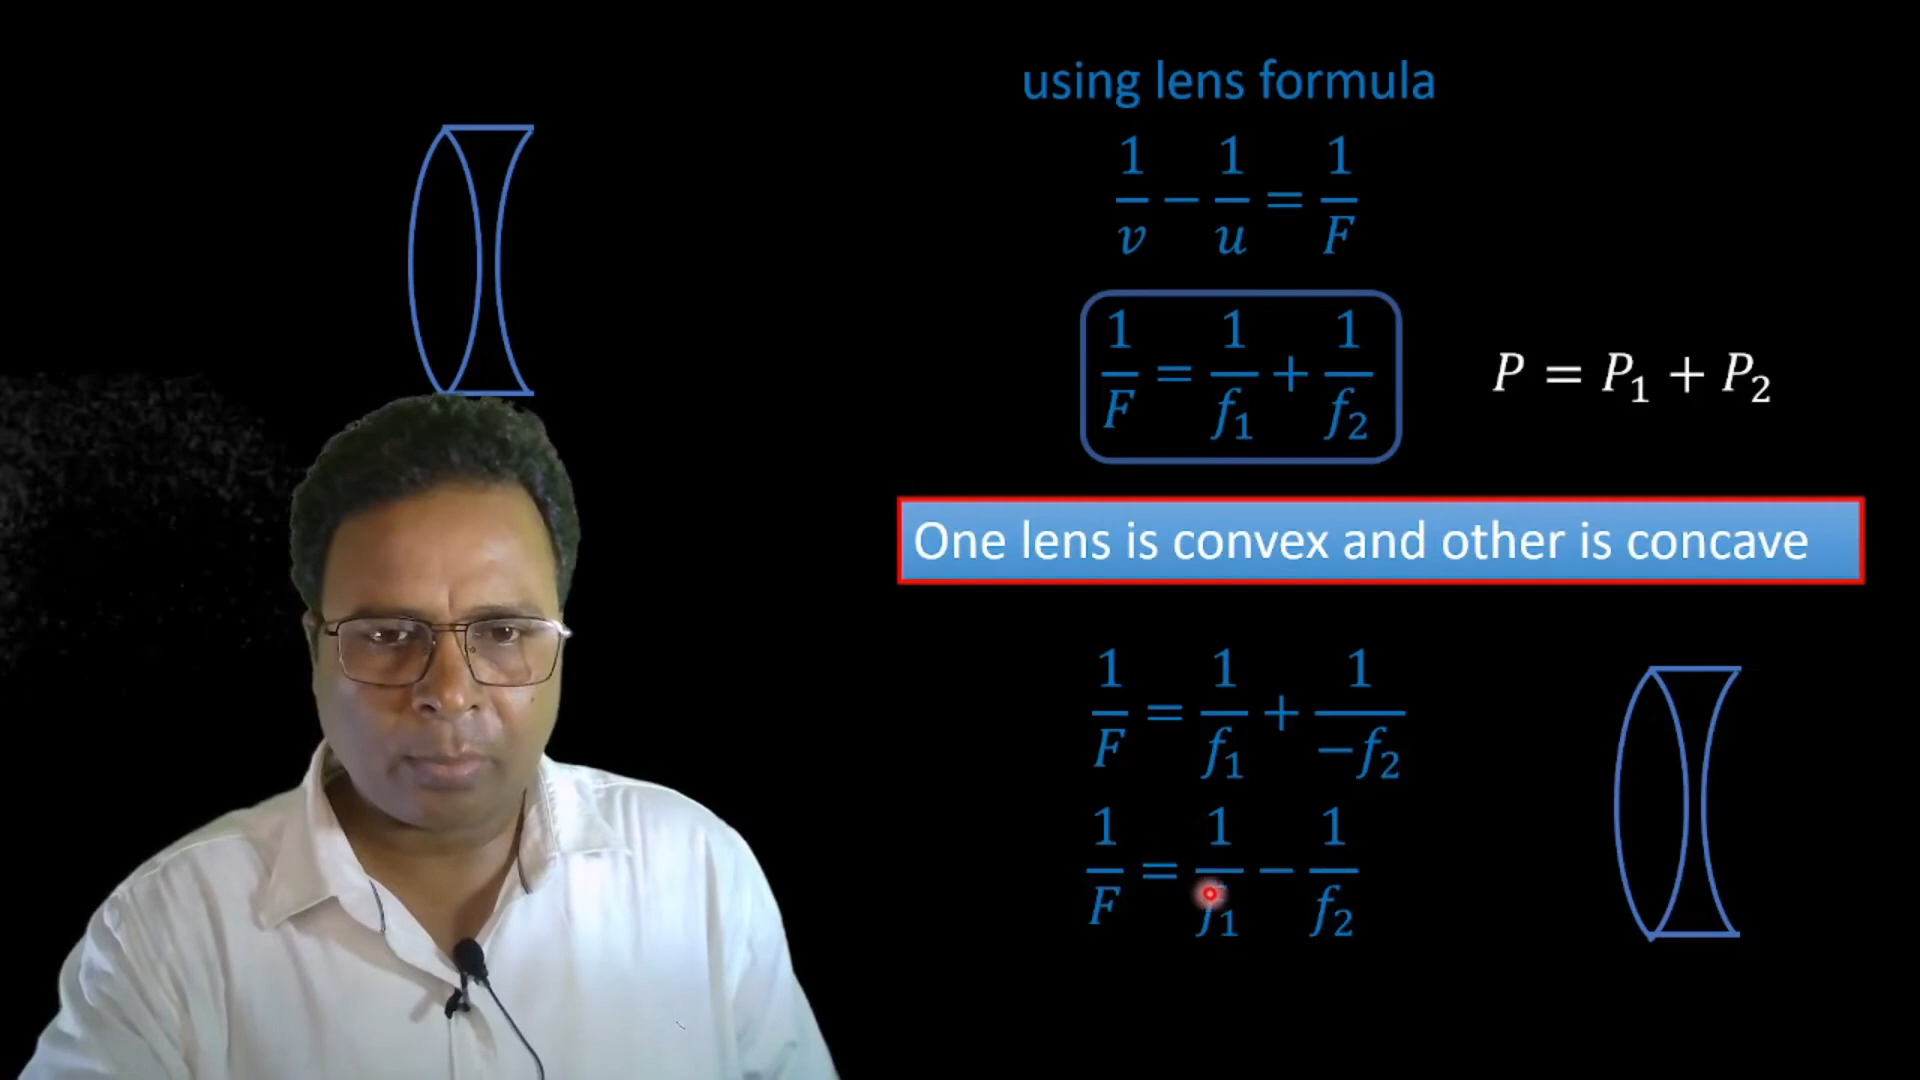 using lens formula
1/v − 1/u = 1/F
1/F = 1/f₁ + 1/f₂
P = P₁ + P₂
One lens is convex and other is concave
1/F = 1/f₁ + 1/−f₂
1/F = 1/f₁ − 1/f₂